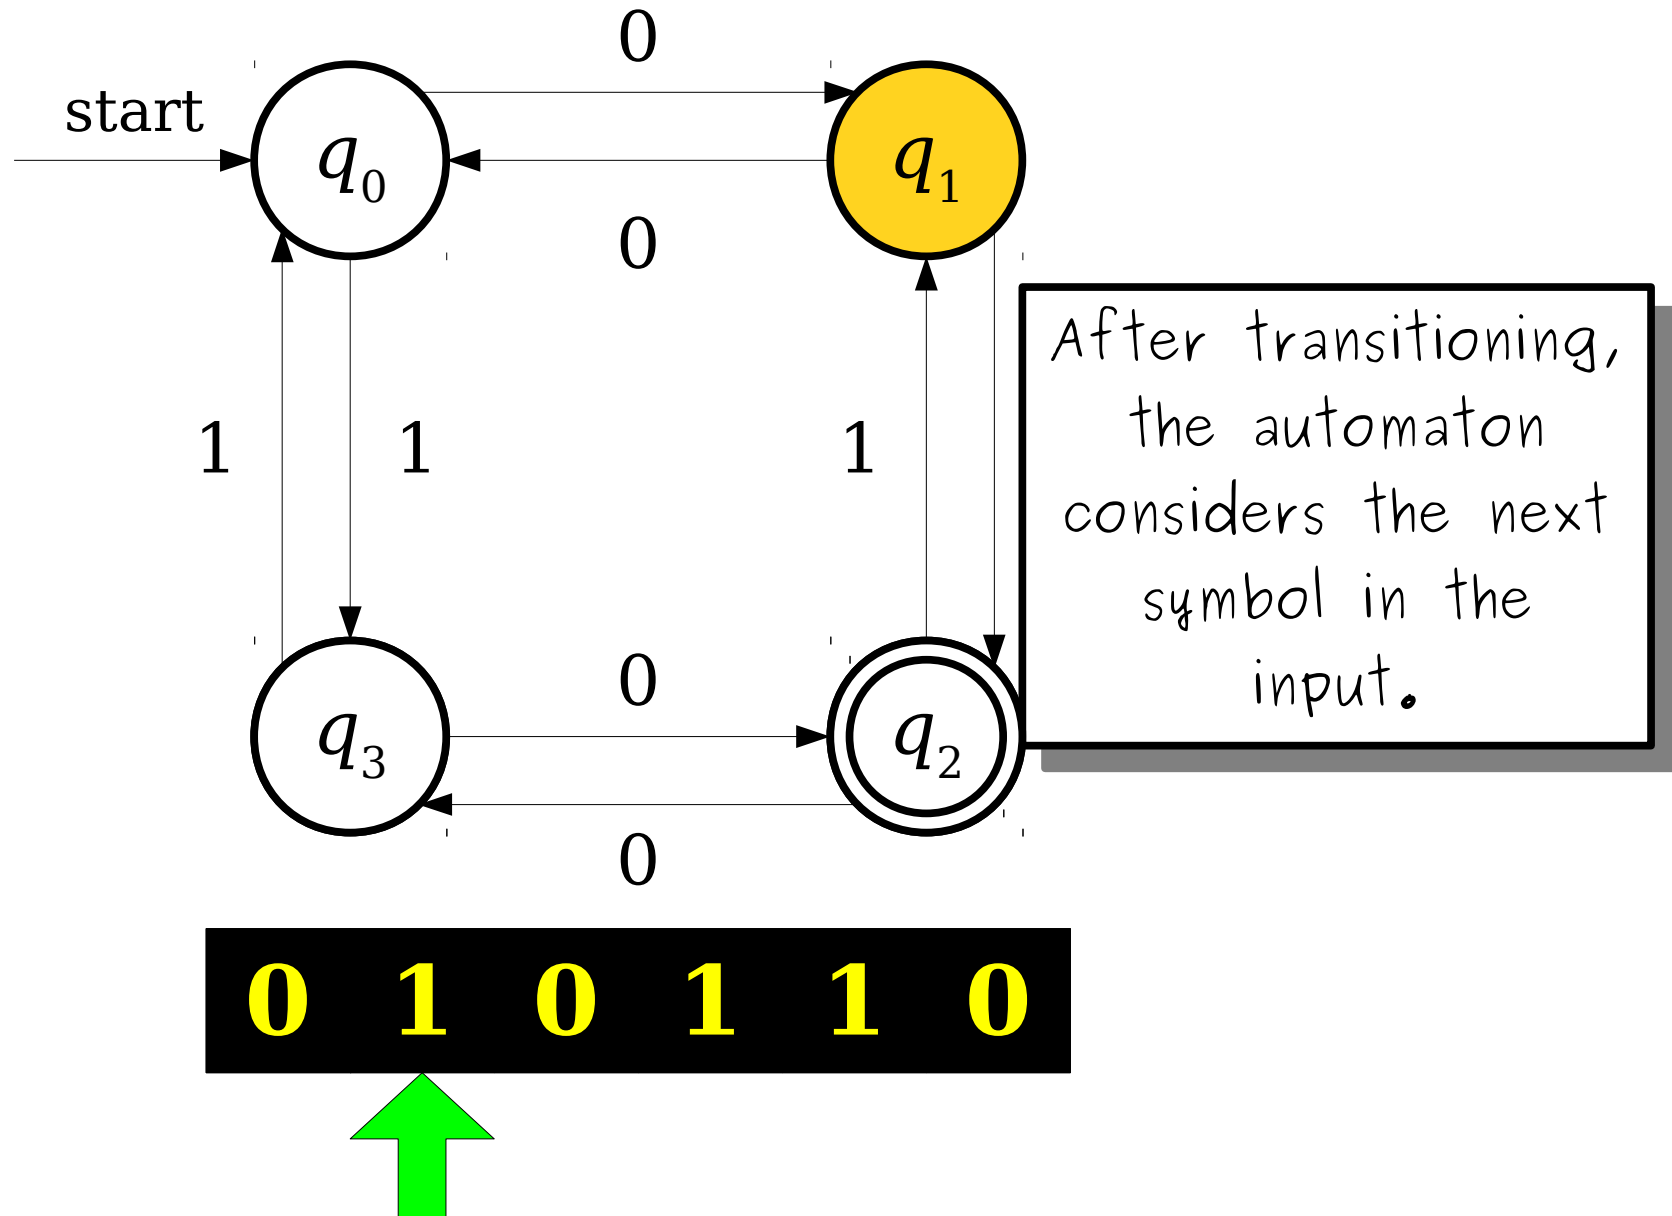 0
start
q0
q1
0
After transitioning,
the automaton
considers the next
symbol in the
input.
1
1
1
0
q3
q2
0
0 1 0 1 1 0